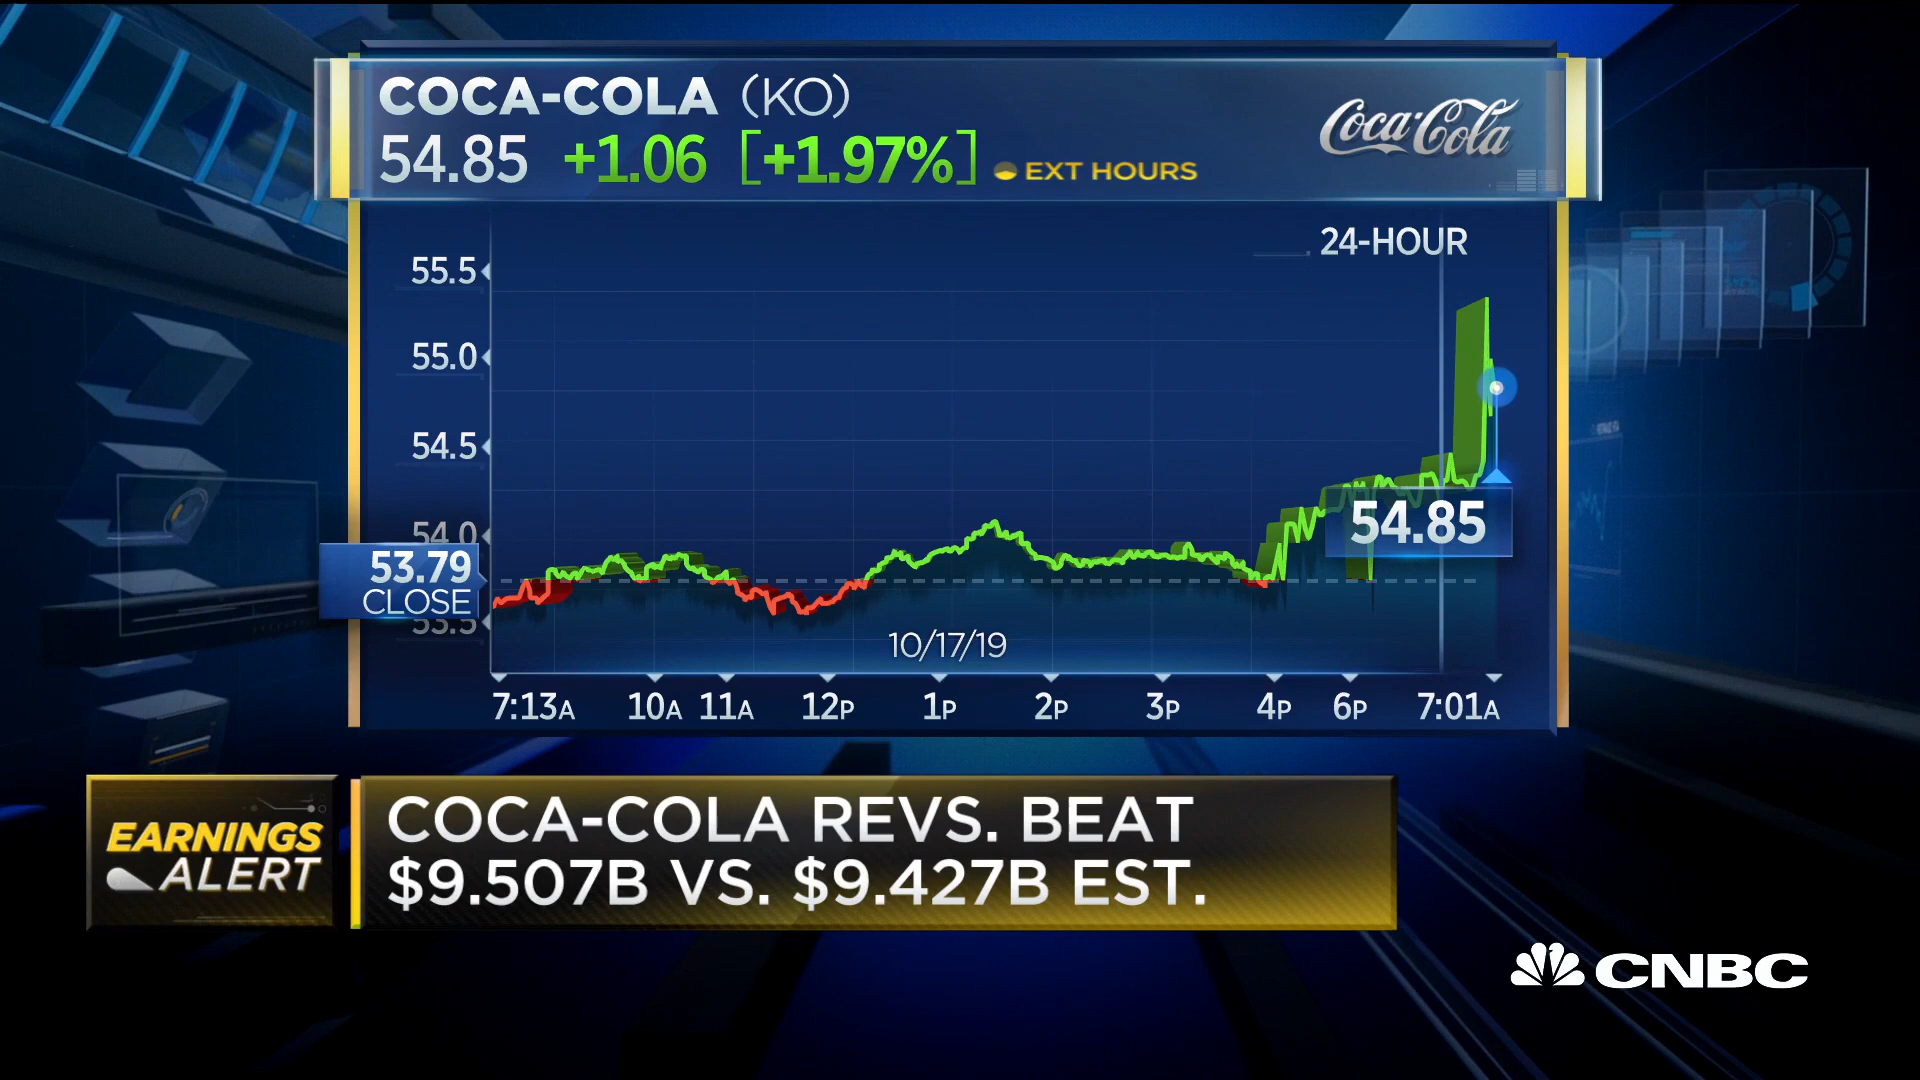 COCA-COLA (KO)
54.85 +1.06 [+1.97%] EXT HOURS
Coca-Cola
24-HOUR
55.5
55.0
54.5
54.0
53.79
CLOSE
53.5
54.85
10/17/19
7:13A 10A 11A 12P 1P 2P 3P 4P 6P 7:01A
EARNINGS
ALERT
COCA-COLA REVS. BEAT
$9.507B VS. $9.427B EST.
CNBC